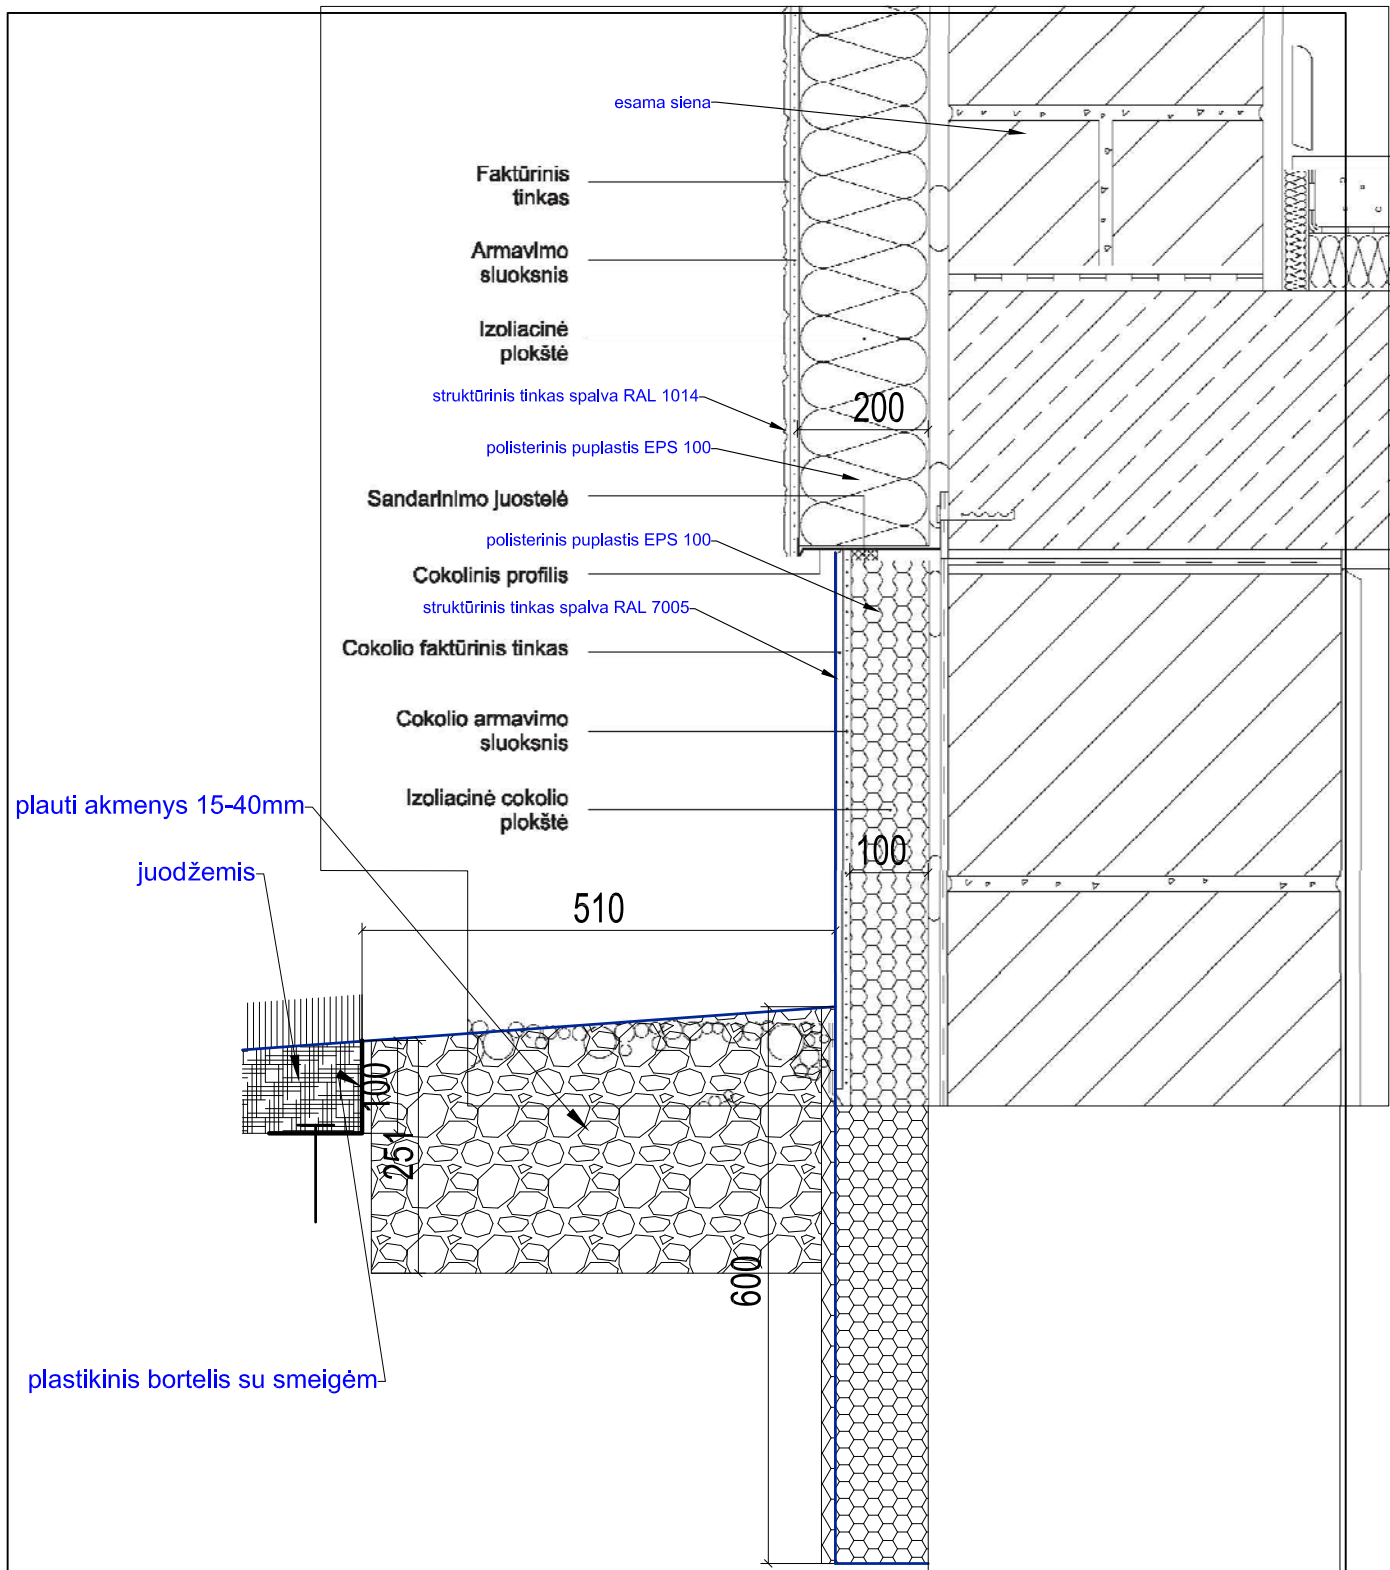 esama siena
Faktūrinis
tinkas
Armavimo
sluoksnis
Izoliacinė
plokštė
struktūrinis tinkas spalva RAL 1014
200
polisterinis puplastis EPS 100
Sandarinimo juostelė
polisterinis puplastis EPS 100
Cokolinis profilis
struktūrinis tinkas spalva RAL 7005
Cokolio faktūrinis tinkas
Cokolio armavimo
sluoksnis
Izoliacinė cokolio
plokštė
plauti akmenys 15-40mm
100
juodžemis
510
100
251
600
plastikinis bortelis su smeigėm